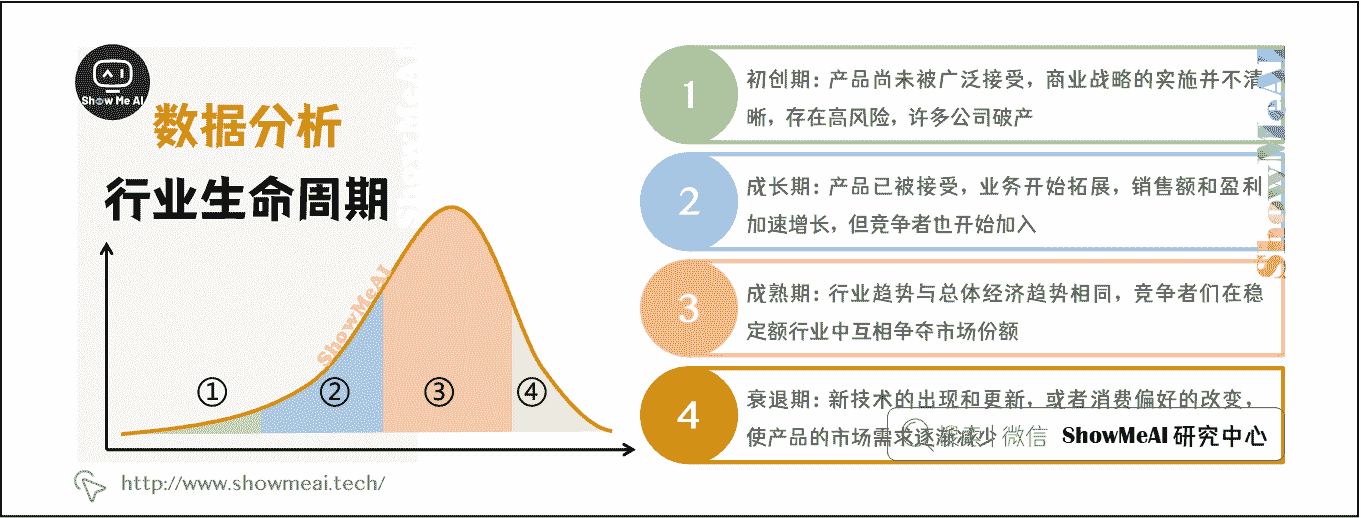 Show Me AI
数据分析
行业生命周期
ShowMeAI
①
②
③
④
http://www.showmeai.tech/
1
初创期：产品尚未被广泛接受，商业战略的实施并不清
晰，存在高风险，许多公司破产
2
成长期：产品已被接受，业务开始拓展，销售额和盈利
加速增长，但竞争者也开始加入
3
成熟期：行业趋势与总体经济趋势相同，竞争者们在稳
定额行业中互相争夺市场份额
4
衰退期：新技术的出现和更新，或者消费偏好的改变，
使产品的市场需求逐渐减少
搜索 微信 ShowMeAI 研究中心
ShowMeAI